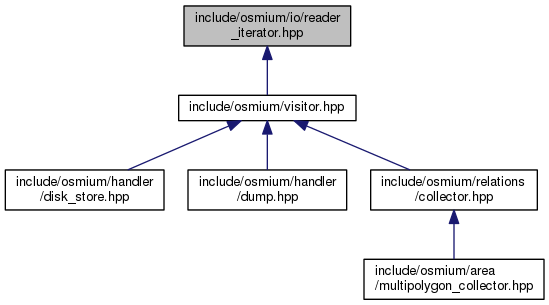 include/osmium/io/reader
_iterator.hpp
include/osmium/visitor.hpp
include/osmium/handler
/disk_store.hpp
include/osmium/handler
/dump.hpp
include/osmium/relations
/collector.hpp
include/osmium/area
/multipolygon_collector.hpp